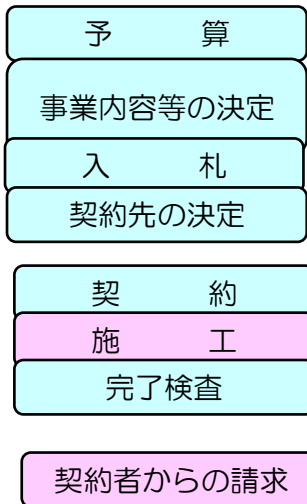 予　　算
事業内容等の決定
入　　札
契約先の決定
契　　約
施　　工
完了検査
契約者からの請求